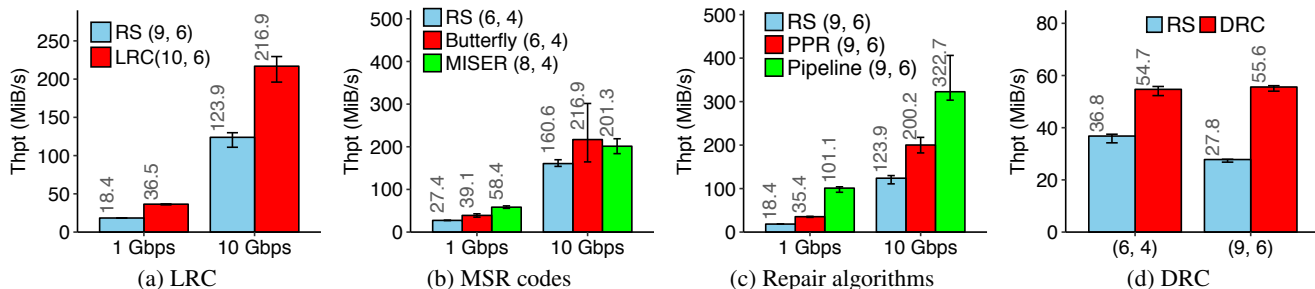 Thpt (MiB/s)
250
200
150
100
50
0
RS (9, 6)
LRC(10, 6)
18.4
36.5
123.9
216.9
1 Gbps
10 Gbps
(a) LRC
Thpt (MiB/s)
500
400
300
200
100
0
RS (6, 4)
Butterfly (6, 4)
MISER (8, 4)
27.4
39.1
58.4
160.6
216.9
201.3
1 Gbps
10 Gbps
(b) MSR codes
Thpt (MiB/s)
500
400
300
200
100
0
RS (9, 6)
PPR (9, 6)
Pipeline (9, 6)
18.4
35.4
101.1
123.9
200.2
322.7
1 Gbps
10 Gbps
(c) Repair algorithms
Thpt (MiB/s)
80
60
40
20
0
RS
DRC
36.8
54.7
27.8
55.6
(6, 4)
(9, 6)
(d) DRC